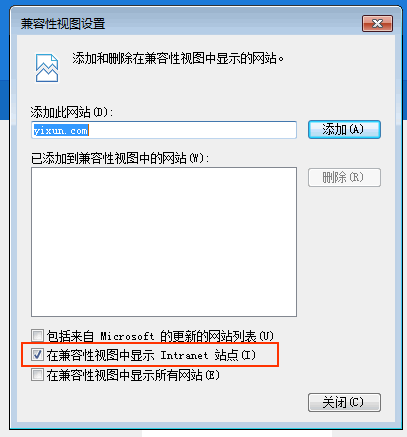 兼容性视图设置
添加和删除在兼容性视图中显示的网站。
添加此网站(D):
yixun.com
添加(A)
已添加到兼容性视图中的网站(W):
删除(R)
包括来自 Microsoft 的更新的网站列表(U)
在兼容性视图中显示 Intranet 站点(I)
在兼容性视图中显示所有网站(E)
关闭(C)